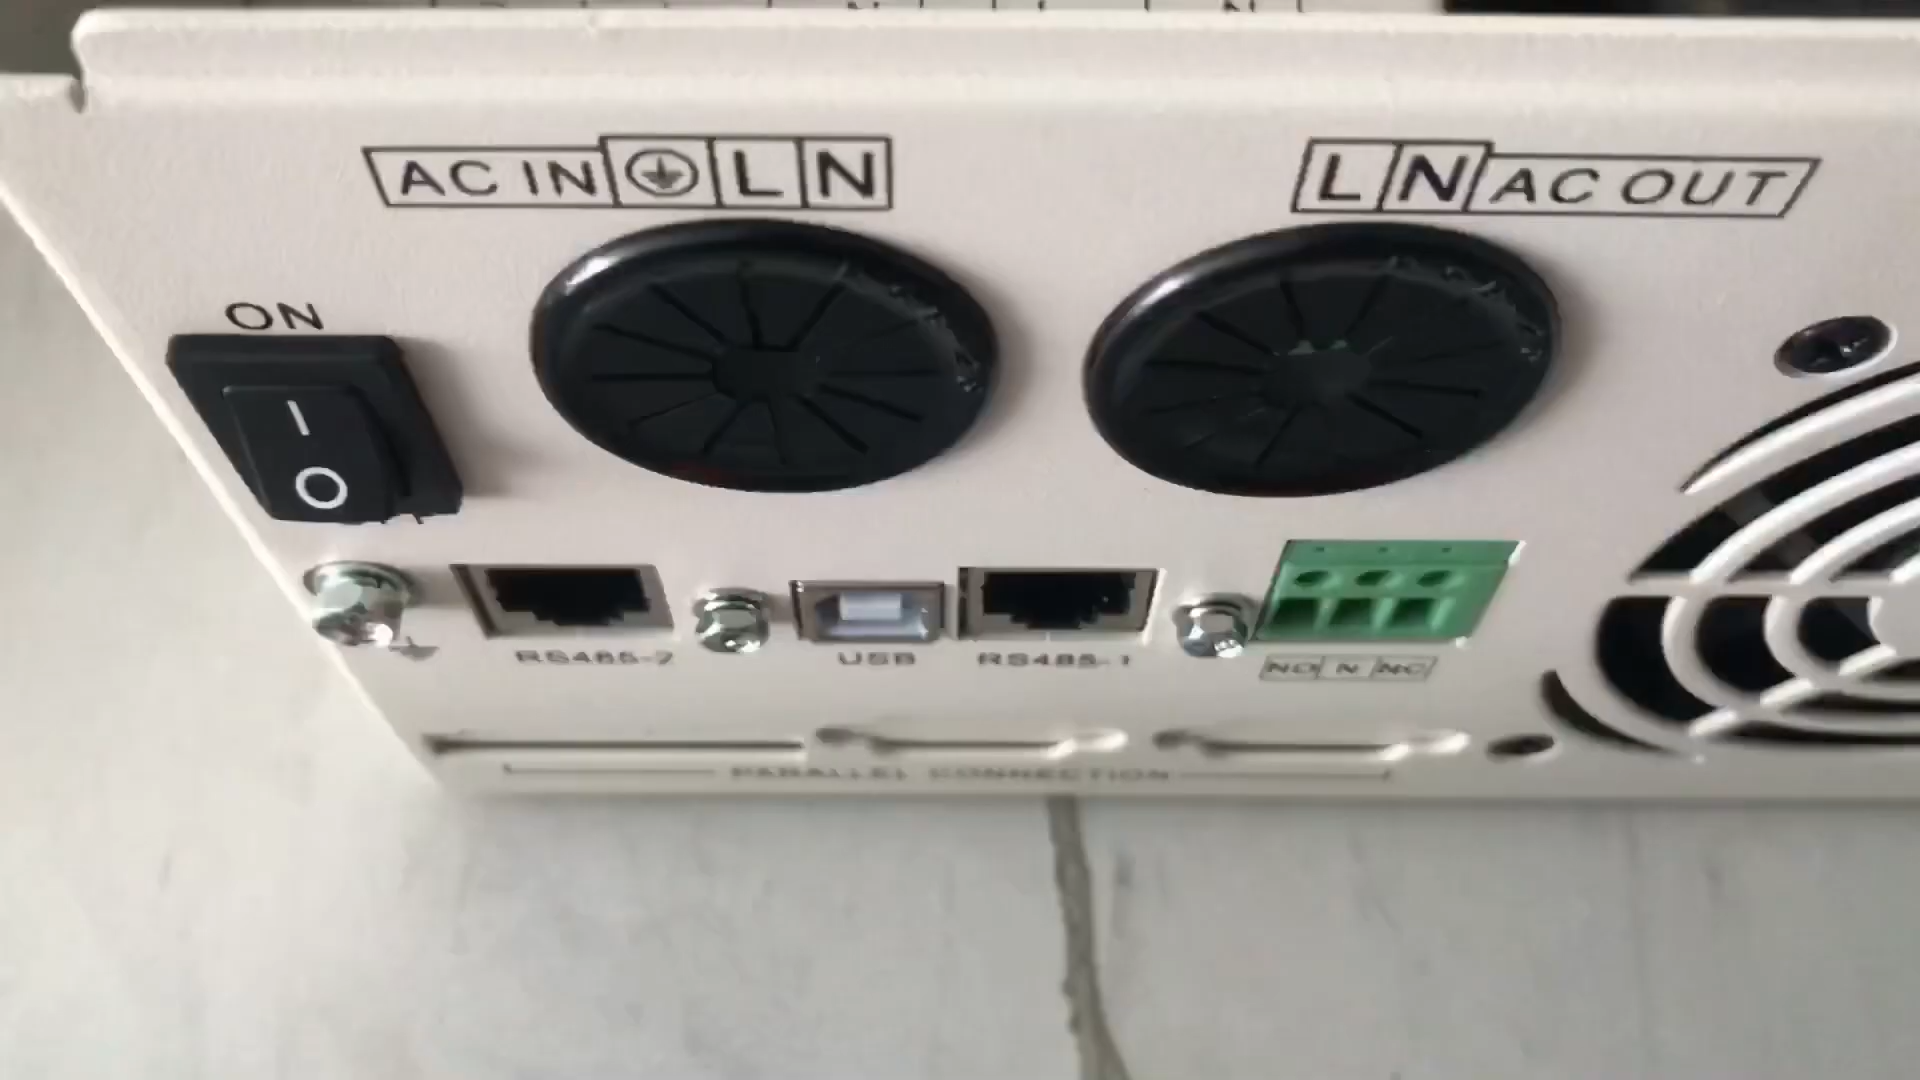 AC IN L N
L N AC OUT
ON
I
O
RS485-2
USB
RS485-1
NO N NC
PARALLEL CONNECTION